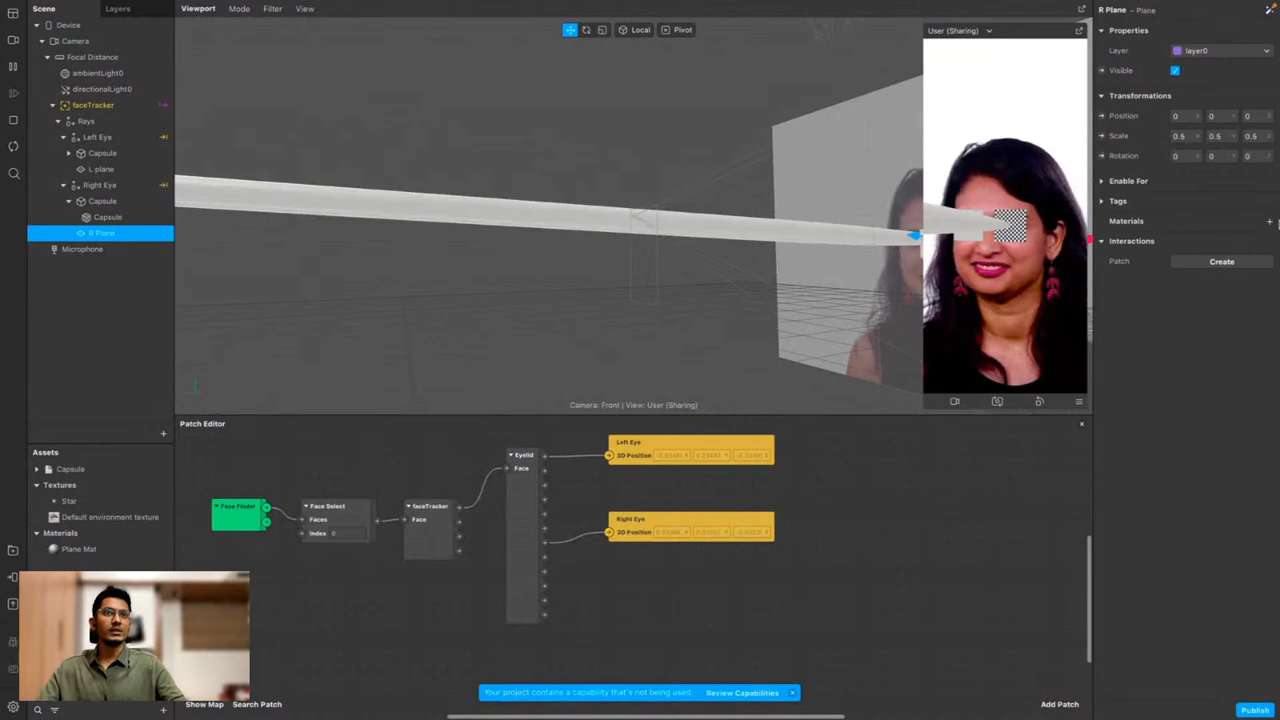 Scene
Layers
Device
Camera
Focal Distance
ambientLight0
directionalLight0
faceTracker
Rays
Left Eye
Capsule
L plane
Right Eye
Capsule
Capsule
R Plane
Microphone
Assets
Capsule
Textures
Star
Default environment texture
Materials
Plane Mat
Viewport
Mode
Filter
View
Local
Pivot
User (Sharing)
Camera: Front | View: User (Sharing)
Patch Editor
Face Finder
Face Select
Faces
Index 0
faceTracker
Face
Eyelid
Face
Left Eye
3D Position
Right Eye
3D Position
Your project contains a capability that's not being used. Review Capabilities
Show Map
Search Patch
Add Patch
R Plane – Plane
Properties
Layer layer0
Visible
Transformations
Position 0 0 0
Scale 0.5 0.5 0.5
Rotation 0 0 0
Enable For
Tags
Materials
Interactions
Patch Create
Publish